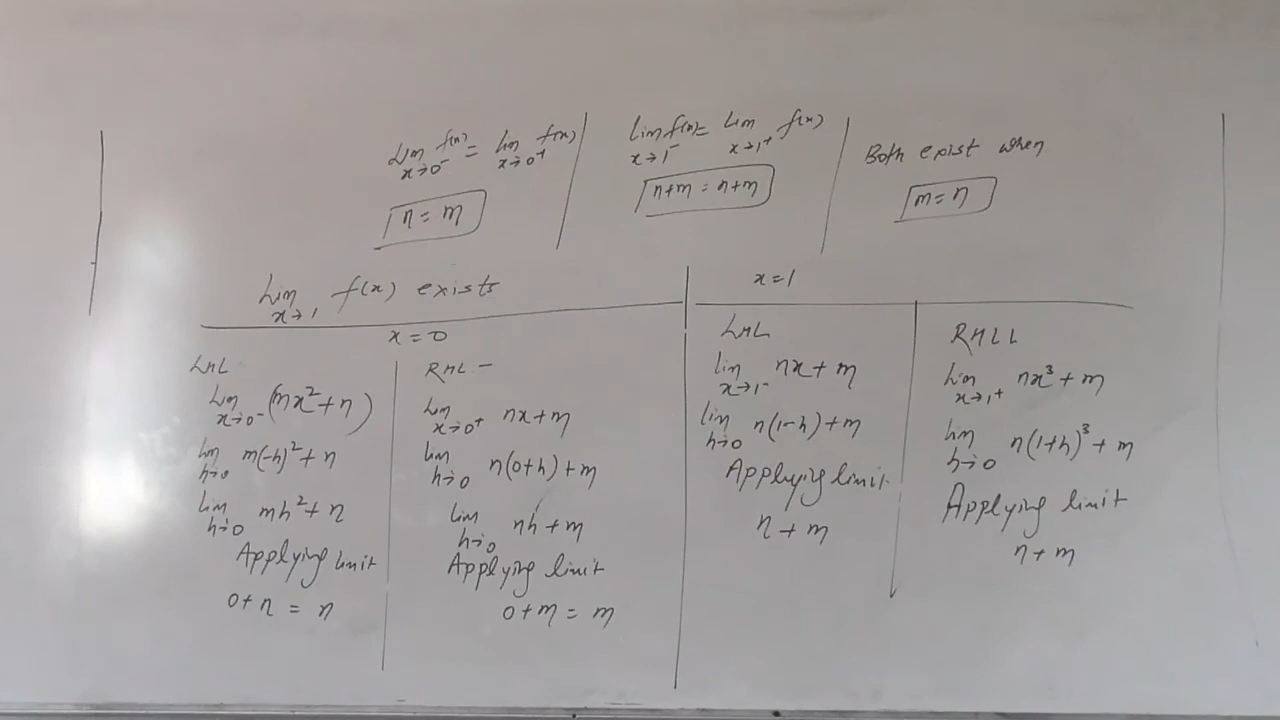 Lim x→0⁻ f(x) = lim x→0⁺ f(x)
n = m
lim x→1⁻ f(x) = Lim x→1⁺ f(x)
n+m = n+m
Both exist when
m = n
Lim x→1 f(x) exists
x = 0
LHL
Lim x→0⁻ (mx²+n)
lim h→0 m(-h)²+n
lim h→0 mh²+n
Applying limit
0+n = n
RHL –
Lim x→0⁺ nx+m
lim h→0 n(0+h)+m
lim h→0 nh+m
Applying limit
0+m = m
x=1
LHL
lim x→1⁻ nx+m
lim h→0 n(1-h)+m
Applying limit
n+m
RHLL
Lim x→1⁺ nx³+m
lim h→0 n(1+h)³+m
Applying limit
n+m